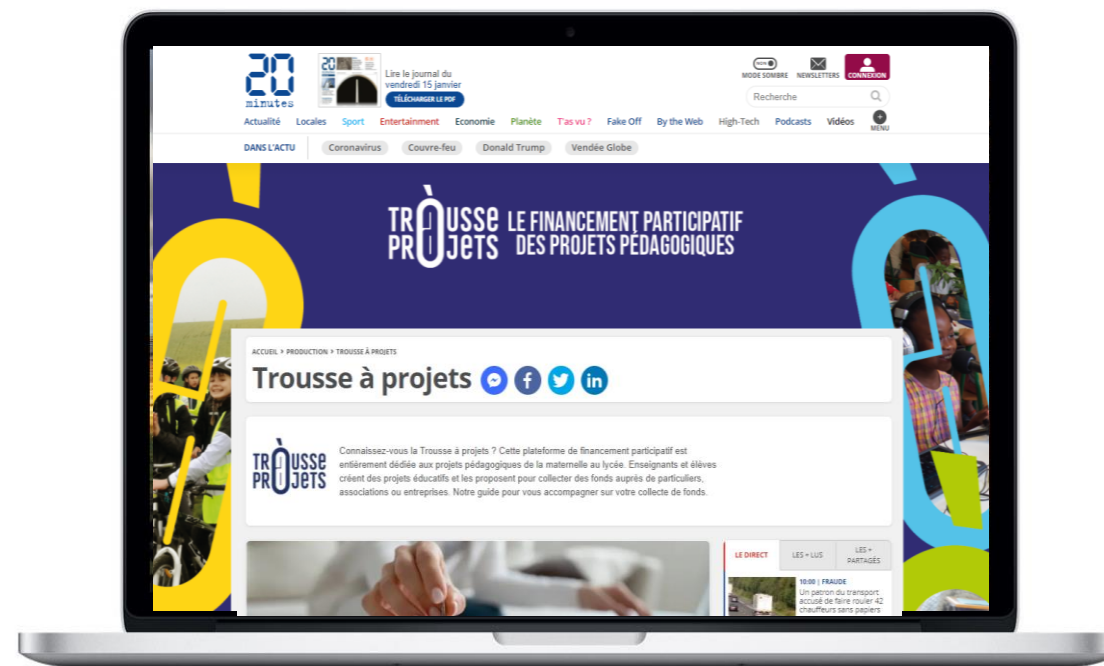 20
minutes
Lire le journal du
vendredi 15 janvier
TÉLÉCHARGER LE PDF
NON
MODE SOMBRE NEWSLETTERS CONNEXION
Recherche
Actualité Locales Sport Entertainment Economie Planète T'as vu ? Fake Off By the Web High-Tech Podcasts Vidéos MENU
DANS L'ACTU Coronavirus Couvre-feu Donald Trump Vendée Globe
TROUSSE À PROJETS
LE FINANCEMENT PARTICIPATIF
DES PROJETS PÉDAGOGIQUES
ACCUEIL > PRODUCTION > TROUSSE À PROJETS
Trousse à projets f in
TROUSSE À PROJETS
Connaissez-vous la Trousse à projets ? Cette plateforme de financement participatif est
entièrement dédiée aux projets pédagogiques de la maternelle au lycée. Enseignants et élèves
créent des projets éducatifs et les proposent pour collecter des fonds auprès de particuliers,
associations ou entreprises. Notre guide pour vous accompagner sur votre collecte de fonds.
LE DIRECT LES + LUS LES +
PARTAGÉS
10:00 | FRAUDE
Un patron du transport
accusé de faire rouler 42
chauffeurs sans papiers